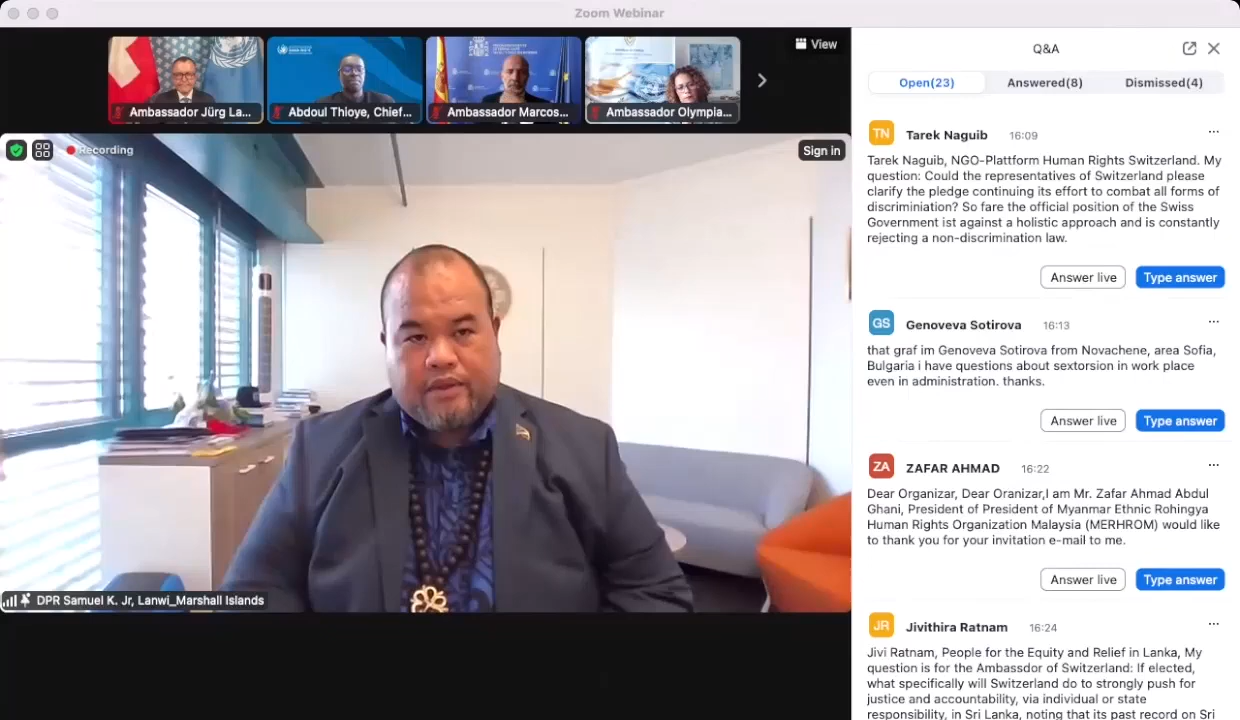 Zoom Webinar
View
Ambassador Jürg La...
Abdoul Thioye, Chief...
Ambassador Marcos...
Ambassador Olympia...
Recording
Sign in
DPR Samuel K. Jr, Lanwi_Marshall Islands
Q&A
Open(23)
Answered(8)
Dismissed(4)
TN
Tarek Naguib 16:09
Tarek Naguib, NGO-Plattform Human Rights Switzerland. My
question: Could the representatives of Switzerland please
clarify the pledge continuing its effort to combat all forms of
discriminiation? So fare the official position of the Swiss
Government ist against a holistic approach and is constantly
rejecting a non-discrimination law.
Answer live
Type answer
GS
Genoveva Sotirova 16:13
that graf im Genoveva Sotirova from Novachene, area Sofia,
Bulgaria i have questions about sextorsion in work place
even in administration. thanks.
Answer live
Type answer
ZA
ZAFAR AHMAD 16:22
Dear Organizar, Dear Oranizar,I am Mr. Zafar Ahmad Abdul
Ghani, President of President of Myanmar Ethnic Rohingya
Human Rights Organization Malaysia (MERHROM) would like
to thank you for your invitation e-mail to me.
Answer live
Type answer
JR
Jivithira Ratnam 16:24
Jivi Ratnam, People for the Equity and Relief in Lanka, My
question is for the Ambassdor of Switzerland: If elected,
what specifically will Switzerland do to strongly push for
justice and accountability, via individual or state
responsibility, in Sri Lanka, noting that its past record on Sri